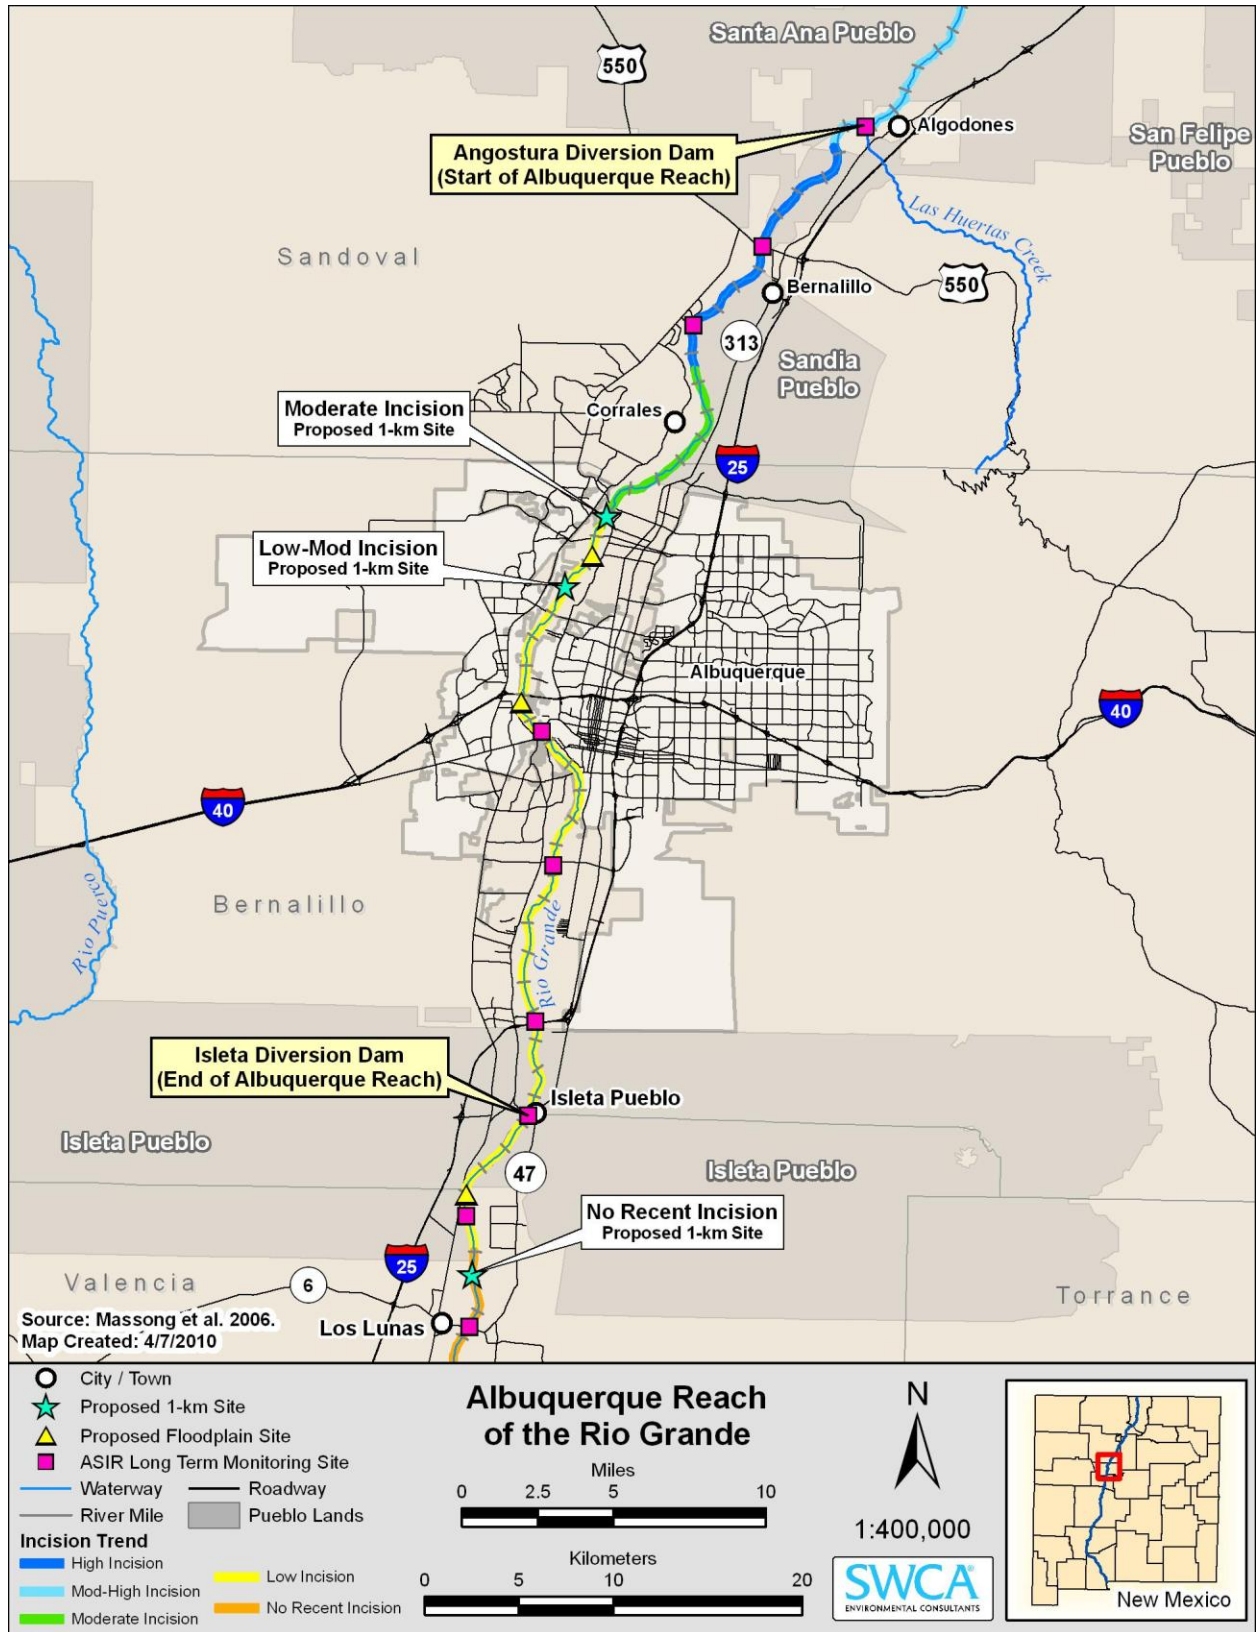 Santa Ana Pueblo
550
Algodones
San Felipe
Pueblo
Angostura Diversion Dam
(Start of Albuquerque Reach)
Las Huertas Creek
Sandoval
Bernalillo
550
313
Sandia
Pueblo
Moderate Incision
Proposed 1-km Site
Corrales
25
Low-Mod Incision
Proposed 1-km Site
Albuquerque
40
40
Rio Puerco
Bernalillo
Rio Grande
Isleta Diversion Dam
(End of Albuquerque Reach)
Isleta Pueblo
Isleta Pueblo
Isleta Pueblo
47
No Recent Incision
Proposed 1-km Site
25
Valencia
6
Torrance
Source: Massong et al. 2006.
Map Created: 4/7/2010
Los Lunas
City / Town
Proposed 1-km Site
Proposed Floodplain Site
ASIR Long Term Monitoring Site
Waterway
Roadway
River Mile
Pueblo Lands
Incision Trend
High Incision
Low Incision
Mod-High Incision
No Recent Incision
Moderate Incision
Albuquerque Reach
of the Rio Grande
Miles
0 2.5 5 10
Kilometers
0 5 10 20
N
1:400,000
SWCA®
ENVIRONMENTAL CONSULTANTS
New Mexico